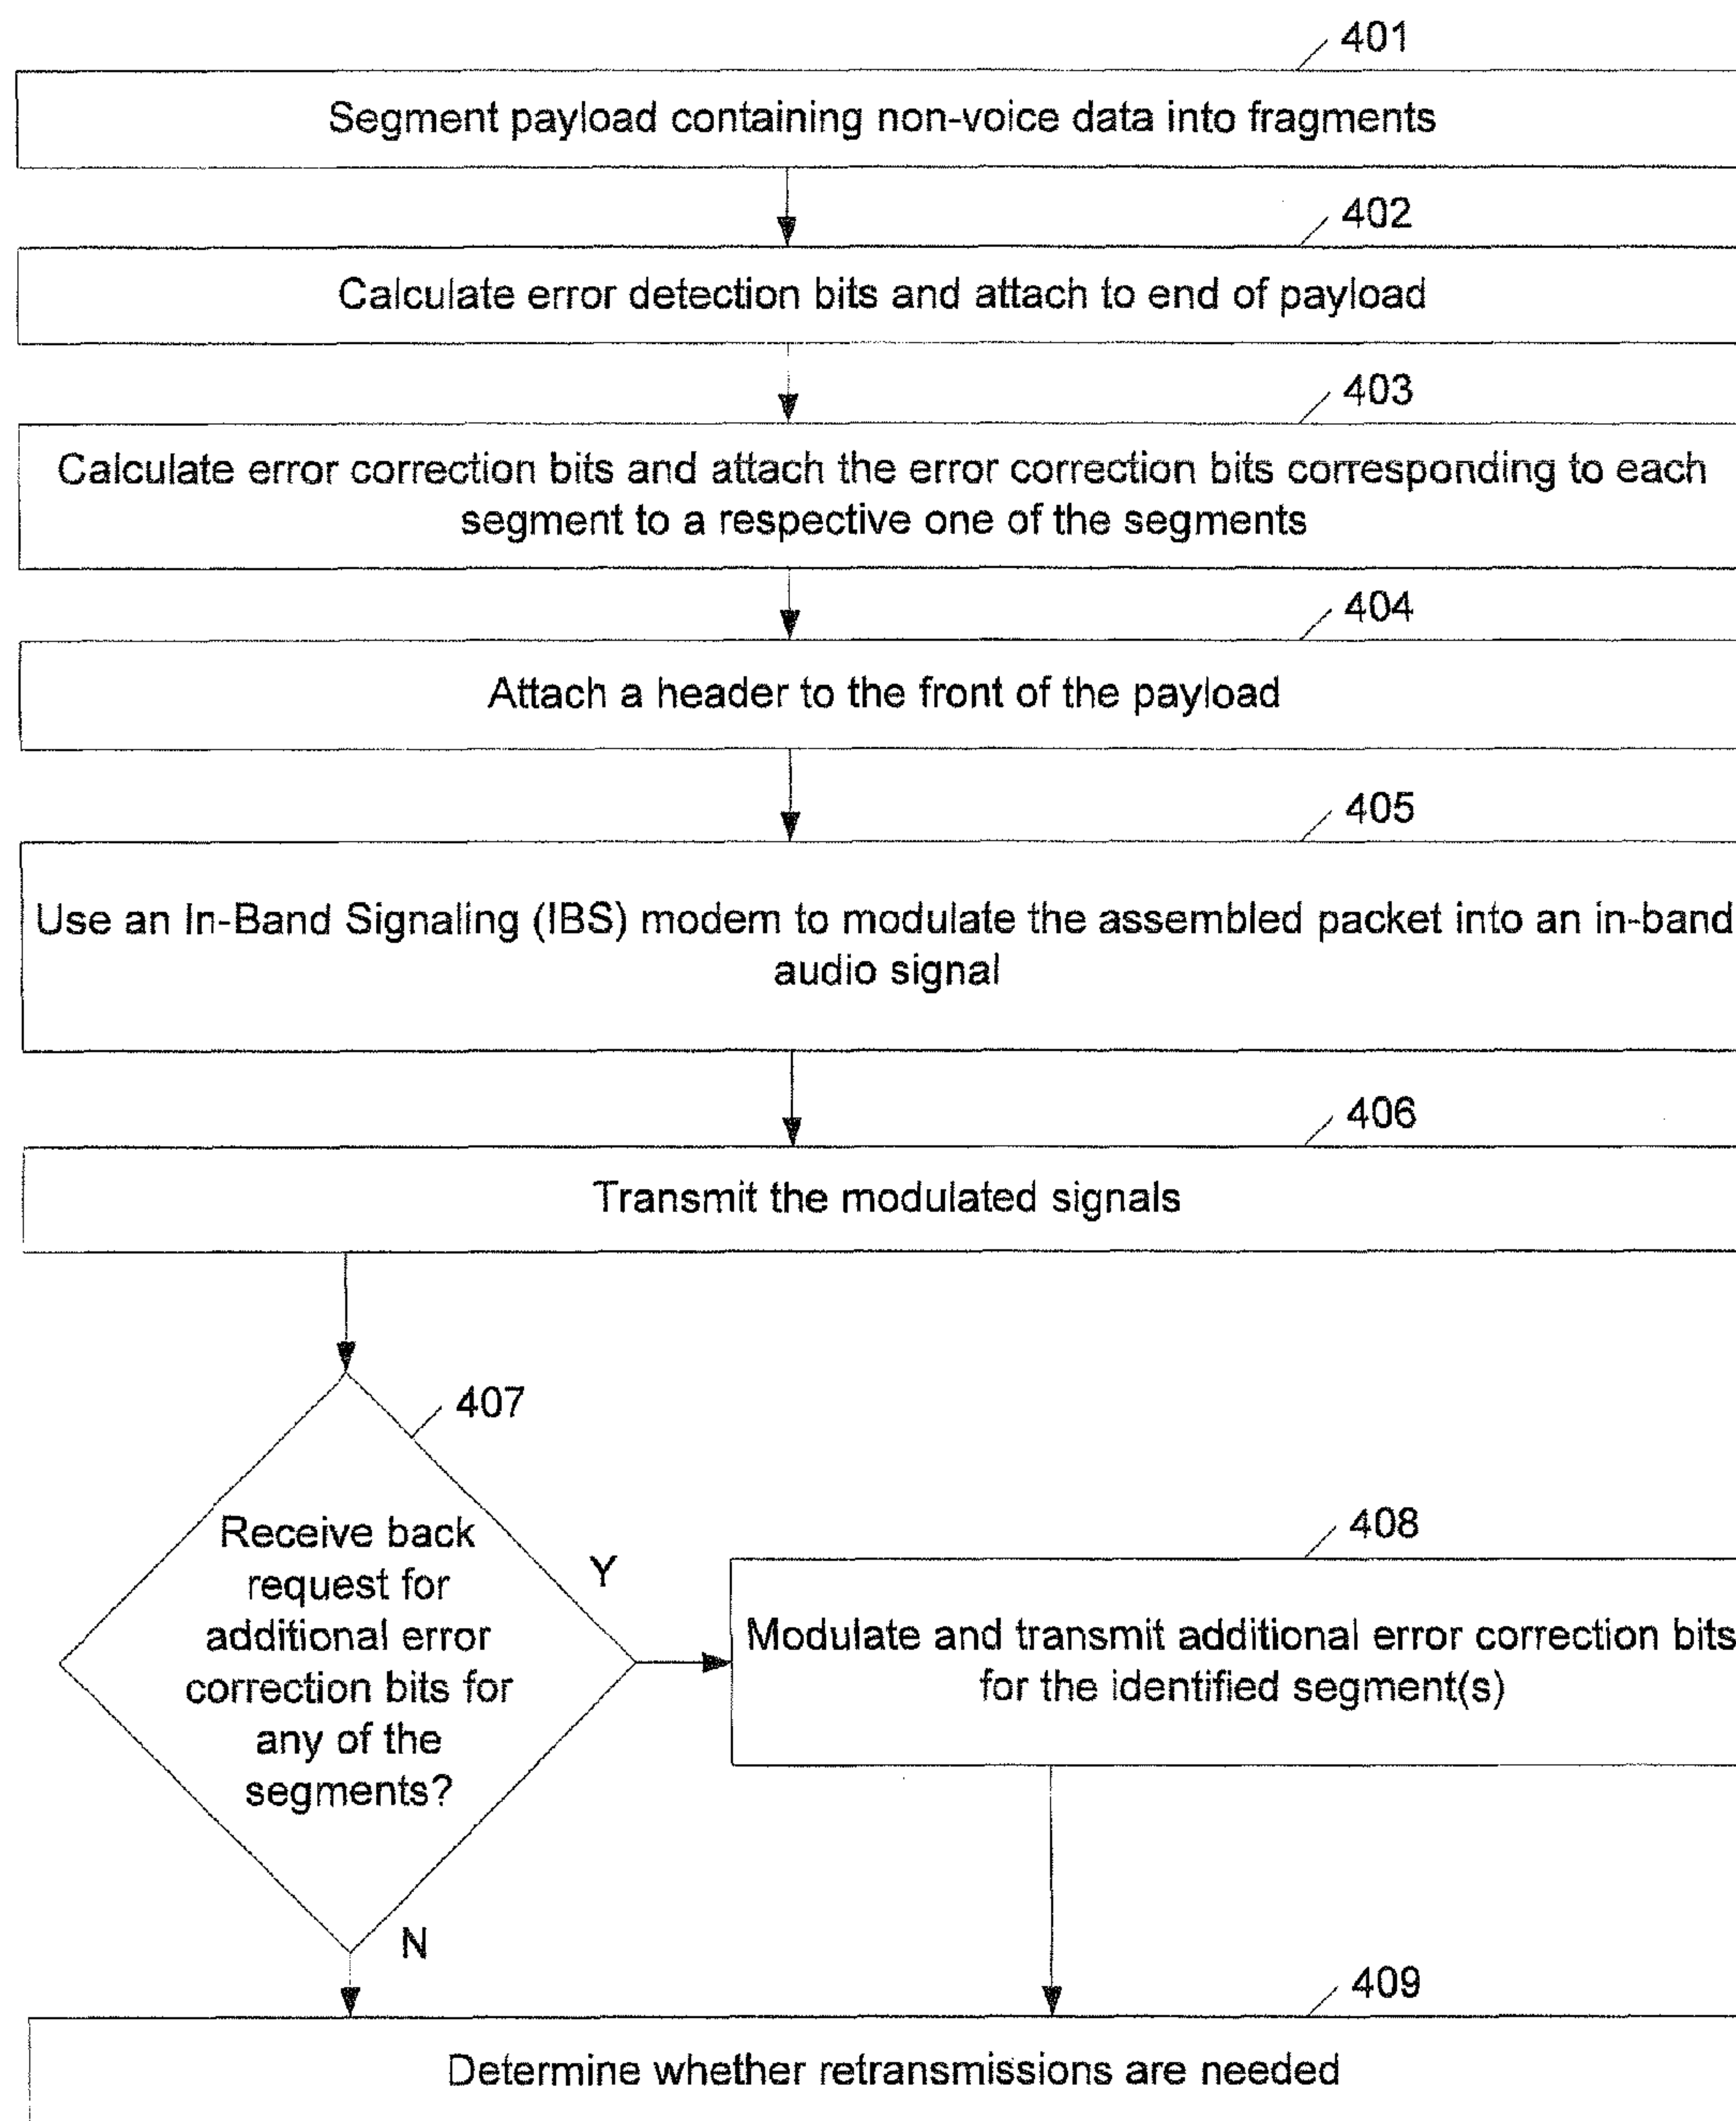 401
Segment payload containing non-voice data into fragments
402
Calculate error detection bits and attach to end of payload
403
Calculate error correction bits and attach the error correction bits corresponding to each
segment to a respective one of the segments
404
Attach a header to the front of the payload
405
Use an In-Band Signaling (IBS) modem to modulate the assembled packet into an in-band
audio signal
406
Transmit the modulated signals
407
Receive back
request for
additional error
correction bits for
any of the
segments?
Y
N
408
Modulate and transmit additional error correction bits
for the identified segment(s)
409
Determine whether retransmissions are needed